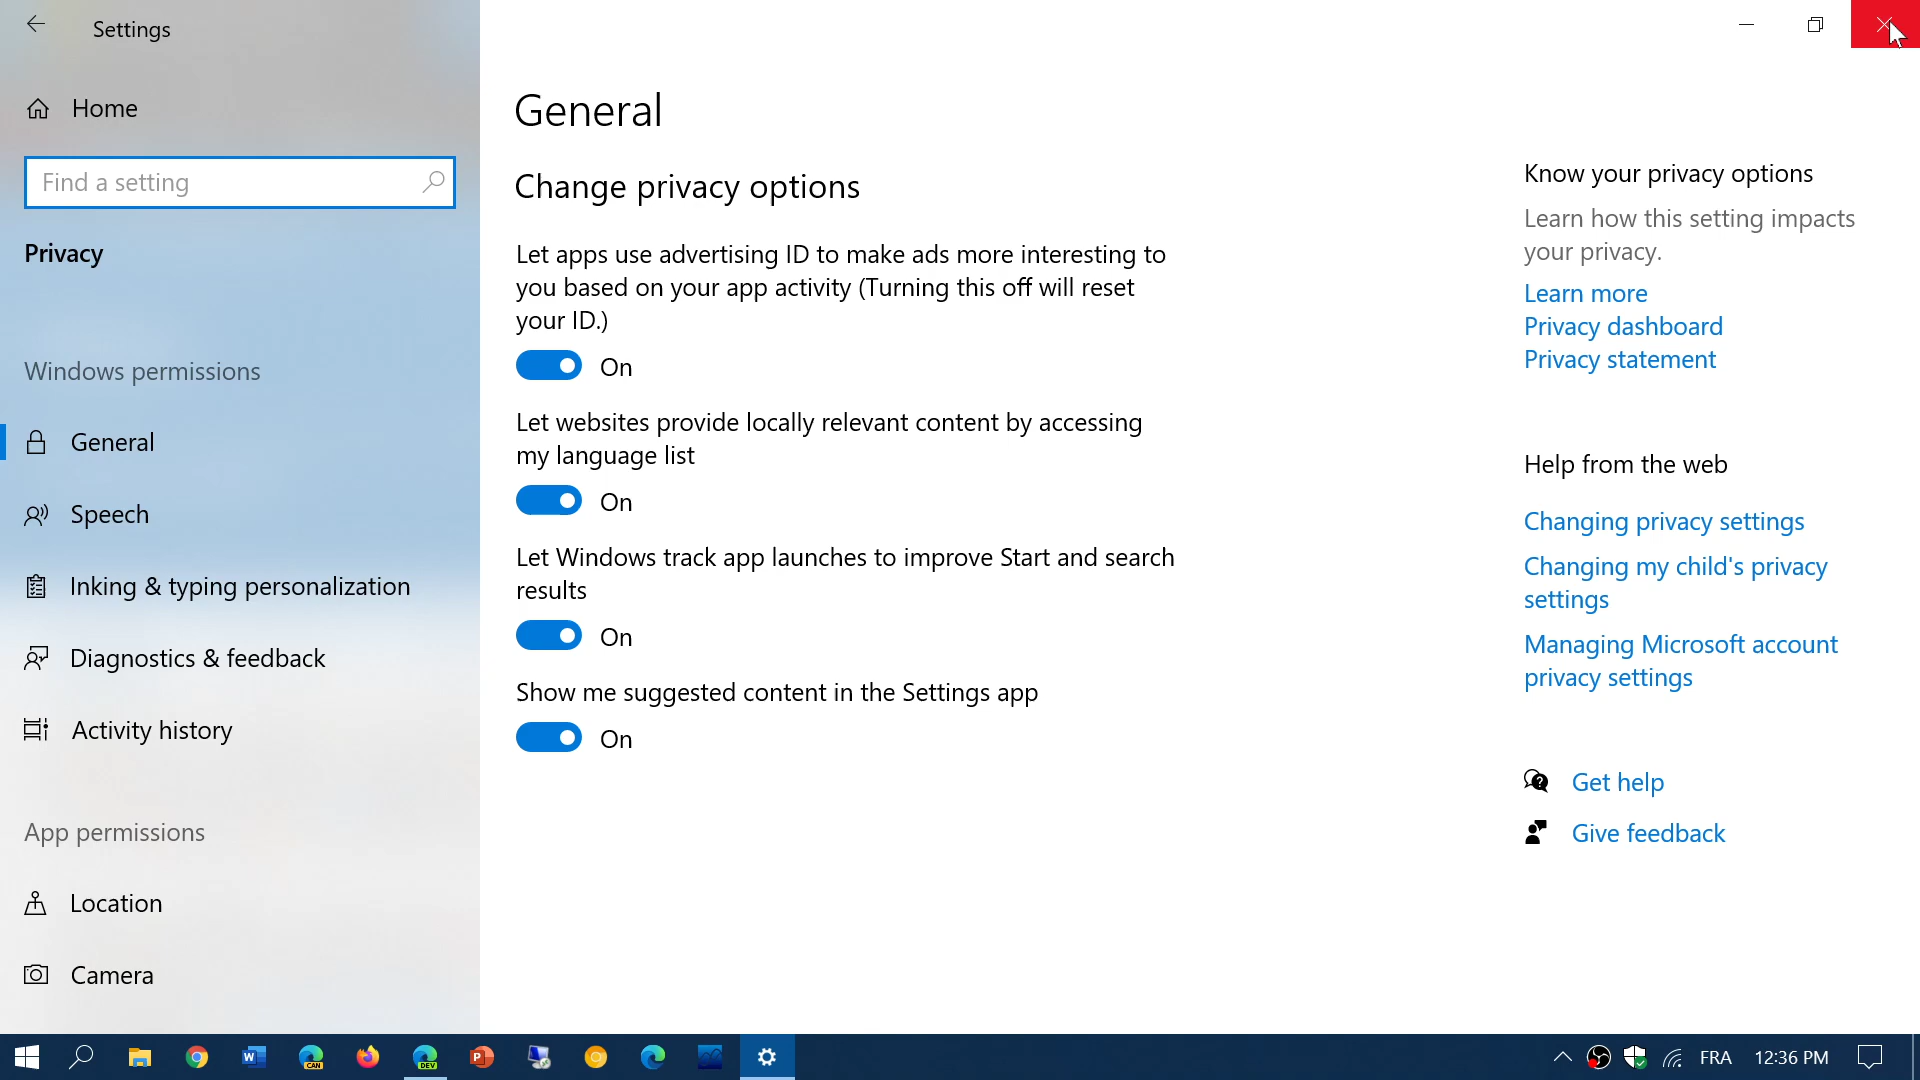 Settings
Home
Find a setting
Privacy
Windows permissions
General
Speech
Inking & typing personalization
Diagnostics & feedback
Activity history
App permissions
Location
Camera
General
Change privacy options
Let apps use advertising ID to make ads more interesting to
you based on your app activity (Turning this off will reset
your ID.)
On
Let websites provide locally relevant content by accessing
my language list
On
Let Windows track app launches to improve Start and search
results
On
Show me suggested content in the Settings app
On
Know your privacy options
Learn how this setting impacts
your privacy.
Learn more
Privacy dashboard
Privacy statement
Help from the web
Changing privacy settings
Changing my child's privacy
settings
Managing Microsoft account
privacy settings
Get help
Give feedback
W
CAN
DEV
P
FRA
12:36 PM